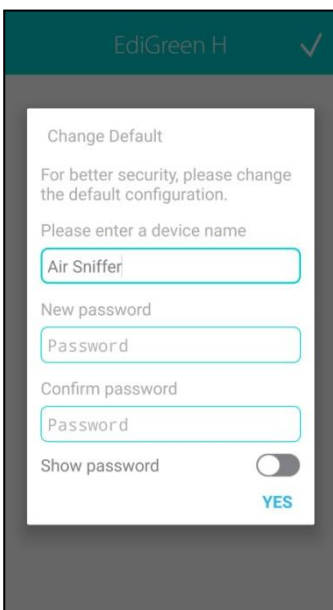 EdiGreen H
Change Default
For better security, please change
the default configuration.
Please enter a device name
Air Sniffer
New password
Password
Confirm password
Password
Show password
YES